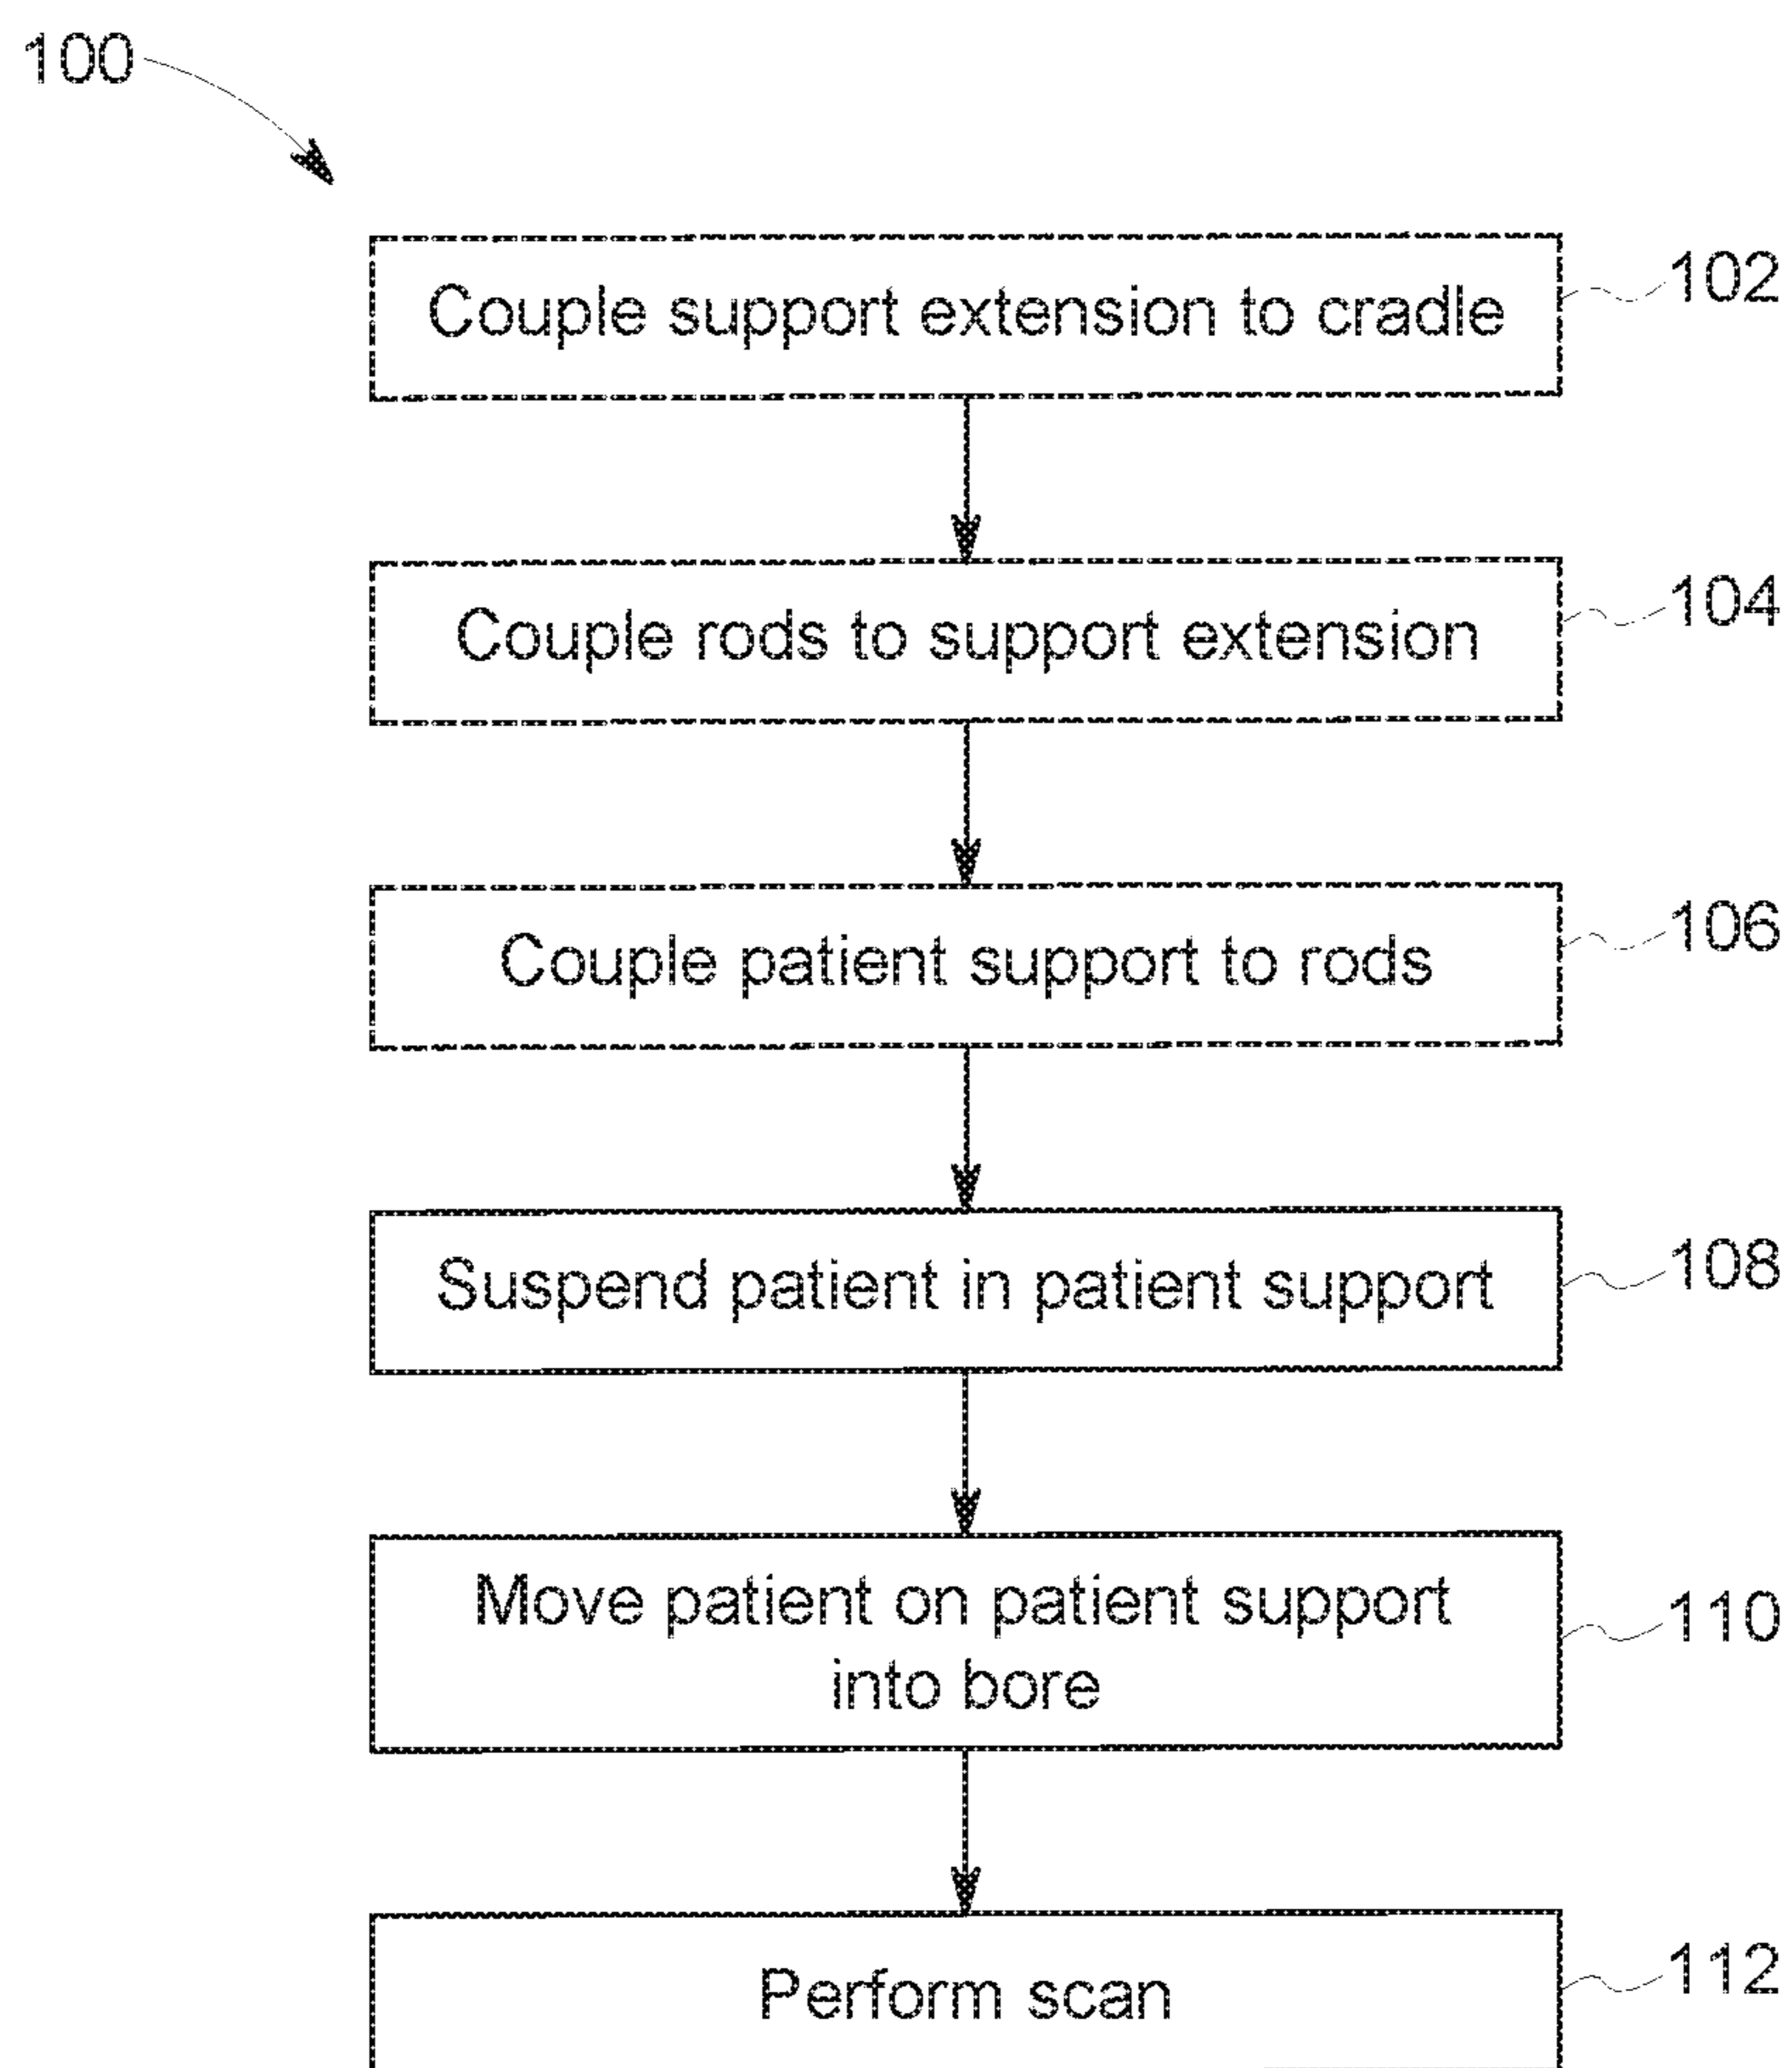 100
Couple support extension to cradle
102
Couple rods to support extension
104
Couple patient support to rods
106
Suspend patient in patient support
108
Move patient on patient support
into bore
110
Perform scan
112